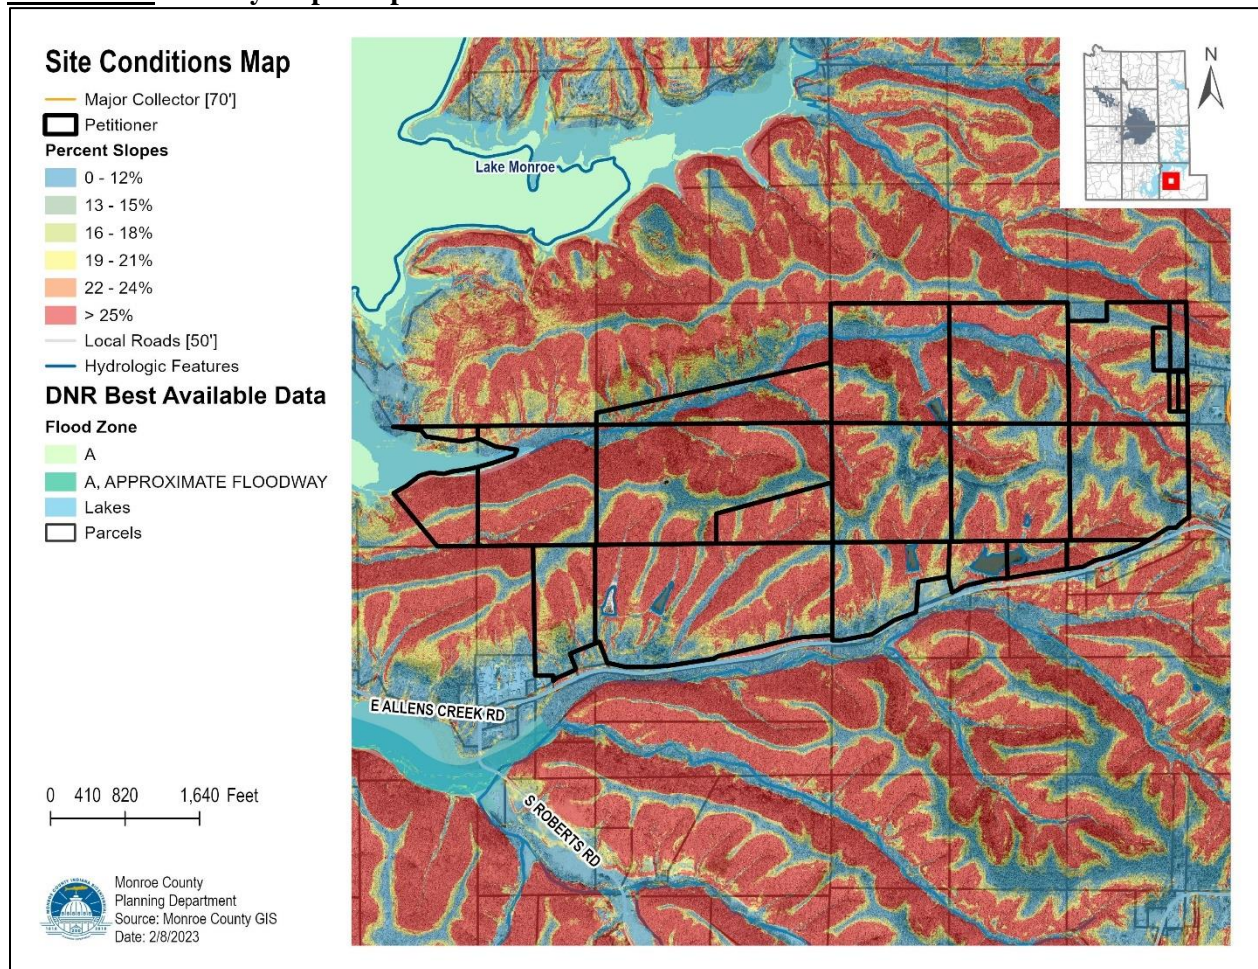 Site Conditions Map
Major Collector [70']
Petitioner
Percent Slopes
0 - 12%
13 - 15%
16 - 18%
19 - 21%
22 - 24%
> 25%
Local Roads [50']
Hydrologic Features
DNR Best Available Data
Flood Zone
A
A, APPROXIMATE FLOODWAY
Lakes
Parcels
0 410 820 1,640 Feet
Monroe County
Planning Department
Source: Monroe County GIS
Date: 2/8/2023
N
Lake Monroe
E ALLENS CREEK RD
S ROBERTS RD